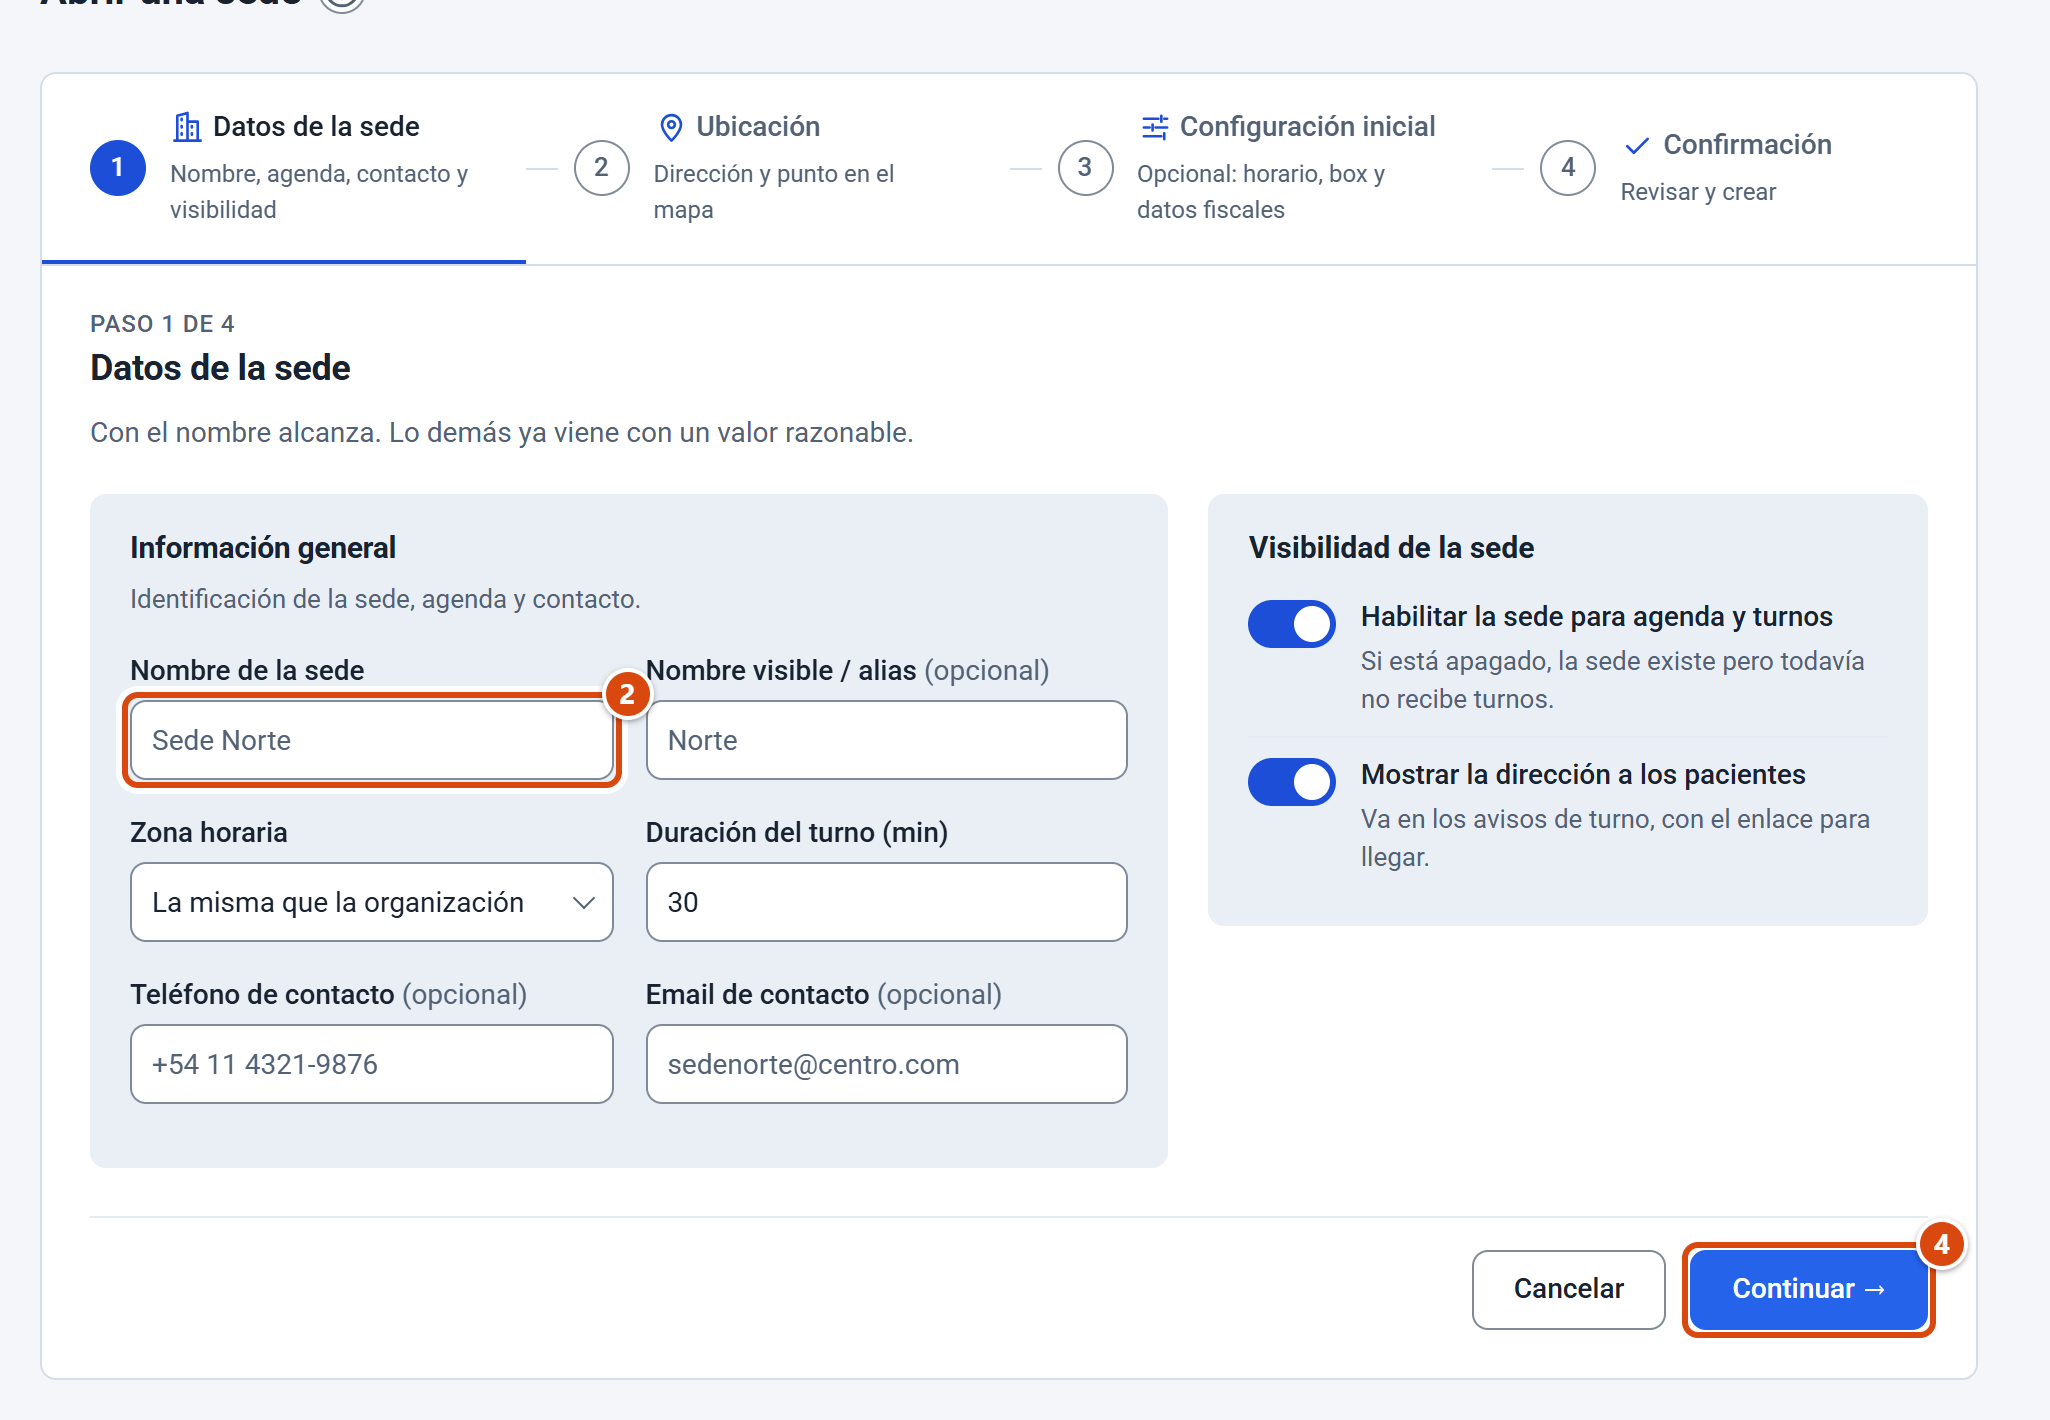 Abrir una sede
1
Datos de la sede
Nombre, agenda, contacto y
visibilidad
2
Ubicación
Dirección y punto en el
mapa
3
Configuración inicial
Opcional: horario, box y
datos fiscales
4
Confirmación
Revisar y crear
PASO 1 DE 4
Datos de la sede
Con el nombre alcanza. Lo demás ya viene con un valor razonable.
Información general
Identificación de la sede, agenda y contacto.
Nombre de la sede
2
Sede Norte
Nombre visible / alias (opcional)
Norte
Zona horaria
La misma que la organización
Duración del turno (min)
30
Teléfono de contacto (opcional)
+54 11 4321-9876
Email de contacto (opcional)
sedenorte@centro.com
Visibilidad de la sede
Habilitar la sede para agenda y turnos
Si está apagado, la sede existe pero todavía
no recibe turnos.
Mostrar la dirección a los pacientes
Va en los avisos de turno, con el enlace para
llegar.
Cancelar
Continuar →
4